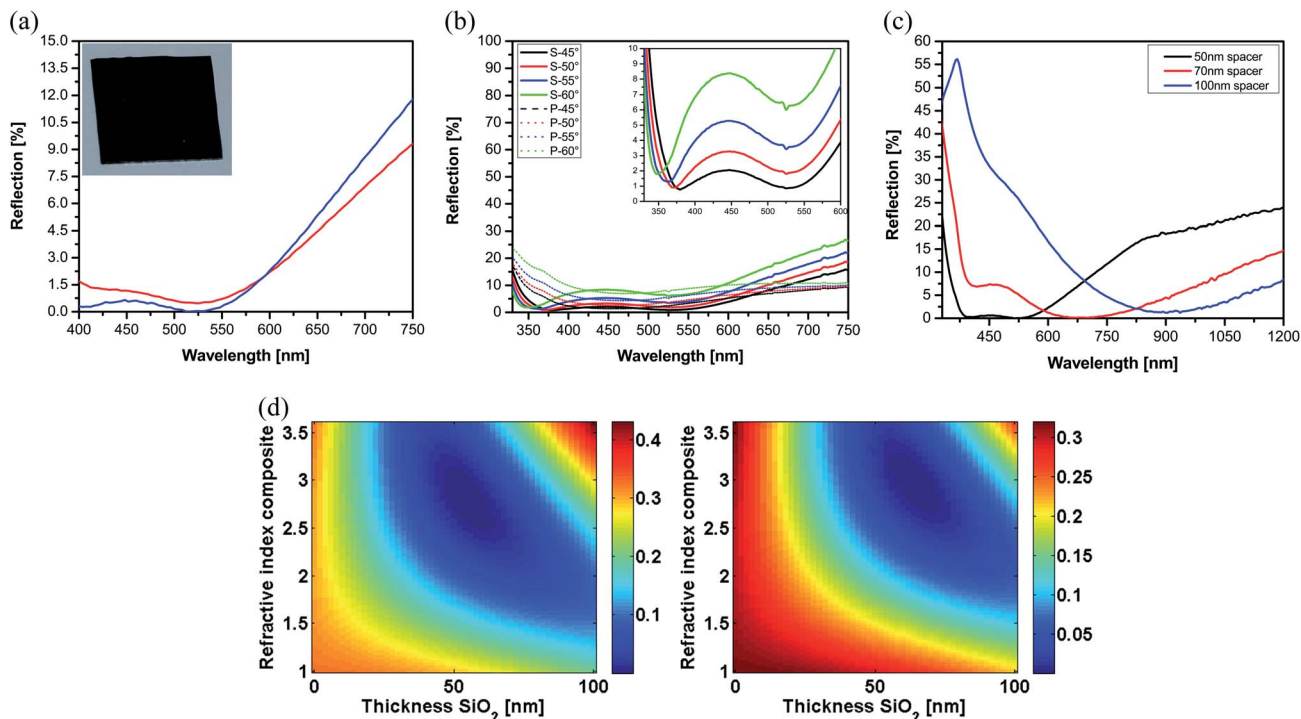 (a)
15.0
13.5
12.0
10.5
9.0
7.5
6.0
4.5
3.0
1.5
0.0
Reflection [%]
400 450 500 550 600 650 700 750
Wavelength [nm]
(b)
100
90
80
70
60
50
40
30
20
10
0
Reflection [%]
S-45°
S-50°
S-55°
S-60°
P-45°
P-50°
P-55°
P-60°
10
9
8
7
6
5
4
3
2
1
0
350 400 450 500 550 600
350 400 450 500 550 600 650 700 750
Wavelength [nm]
(c)
60
55
50
45
40
35
30
25
20
15
10
5
0
Reflection [%]
50nm spacer
70nm spacer
100nm spacer
450 600 750 900 1050 1200
Wavelength [nm]
(d)
Refractive index composite
3.5
3
2.5
2
1.5
1
0 50 100
Thickness SiO₂ [nm]
0.4
0.3
0.2
0.1
Refractive index composite
3.5
3
2.5
2
1.5
1
0 50 100
Thickness SiO₂ [nm]
0.3
0.25
0.2
0.15
0.1
0.05